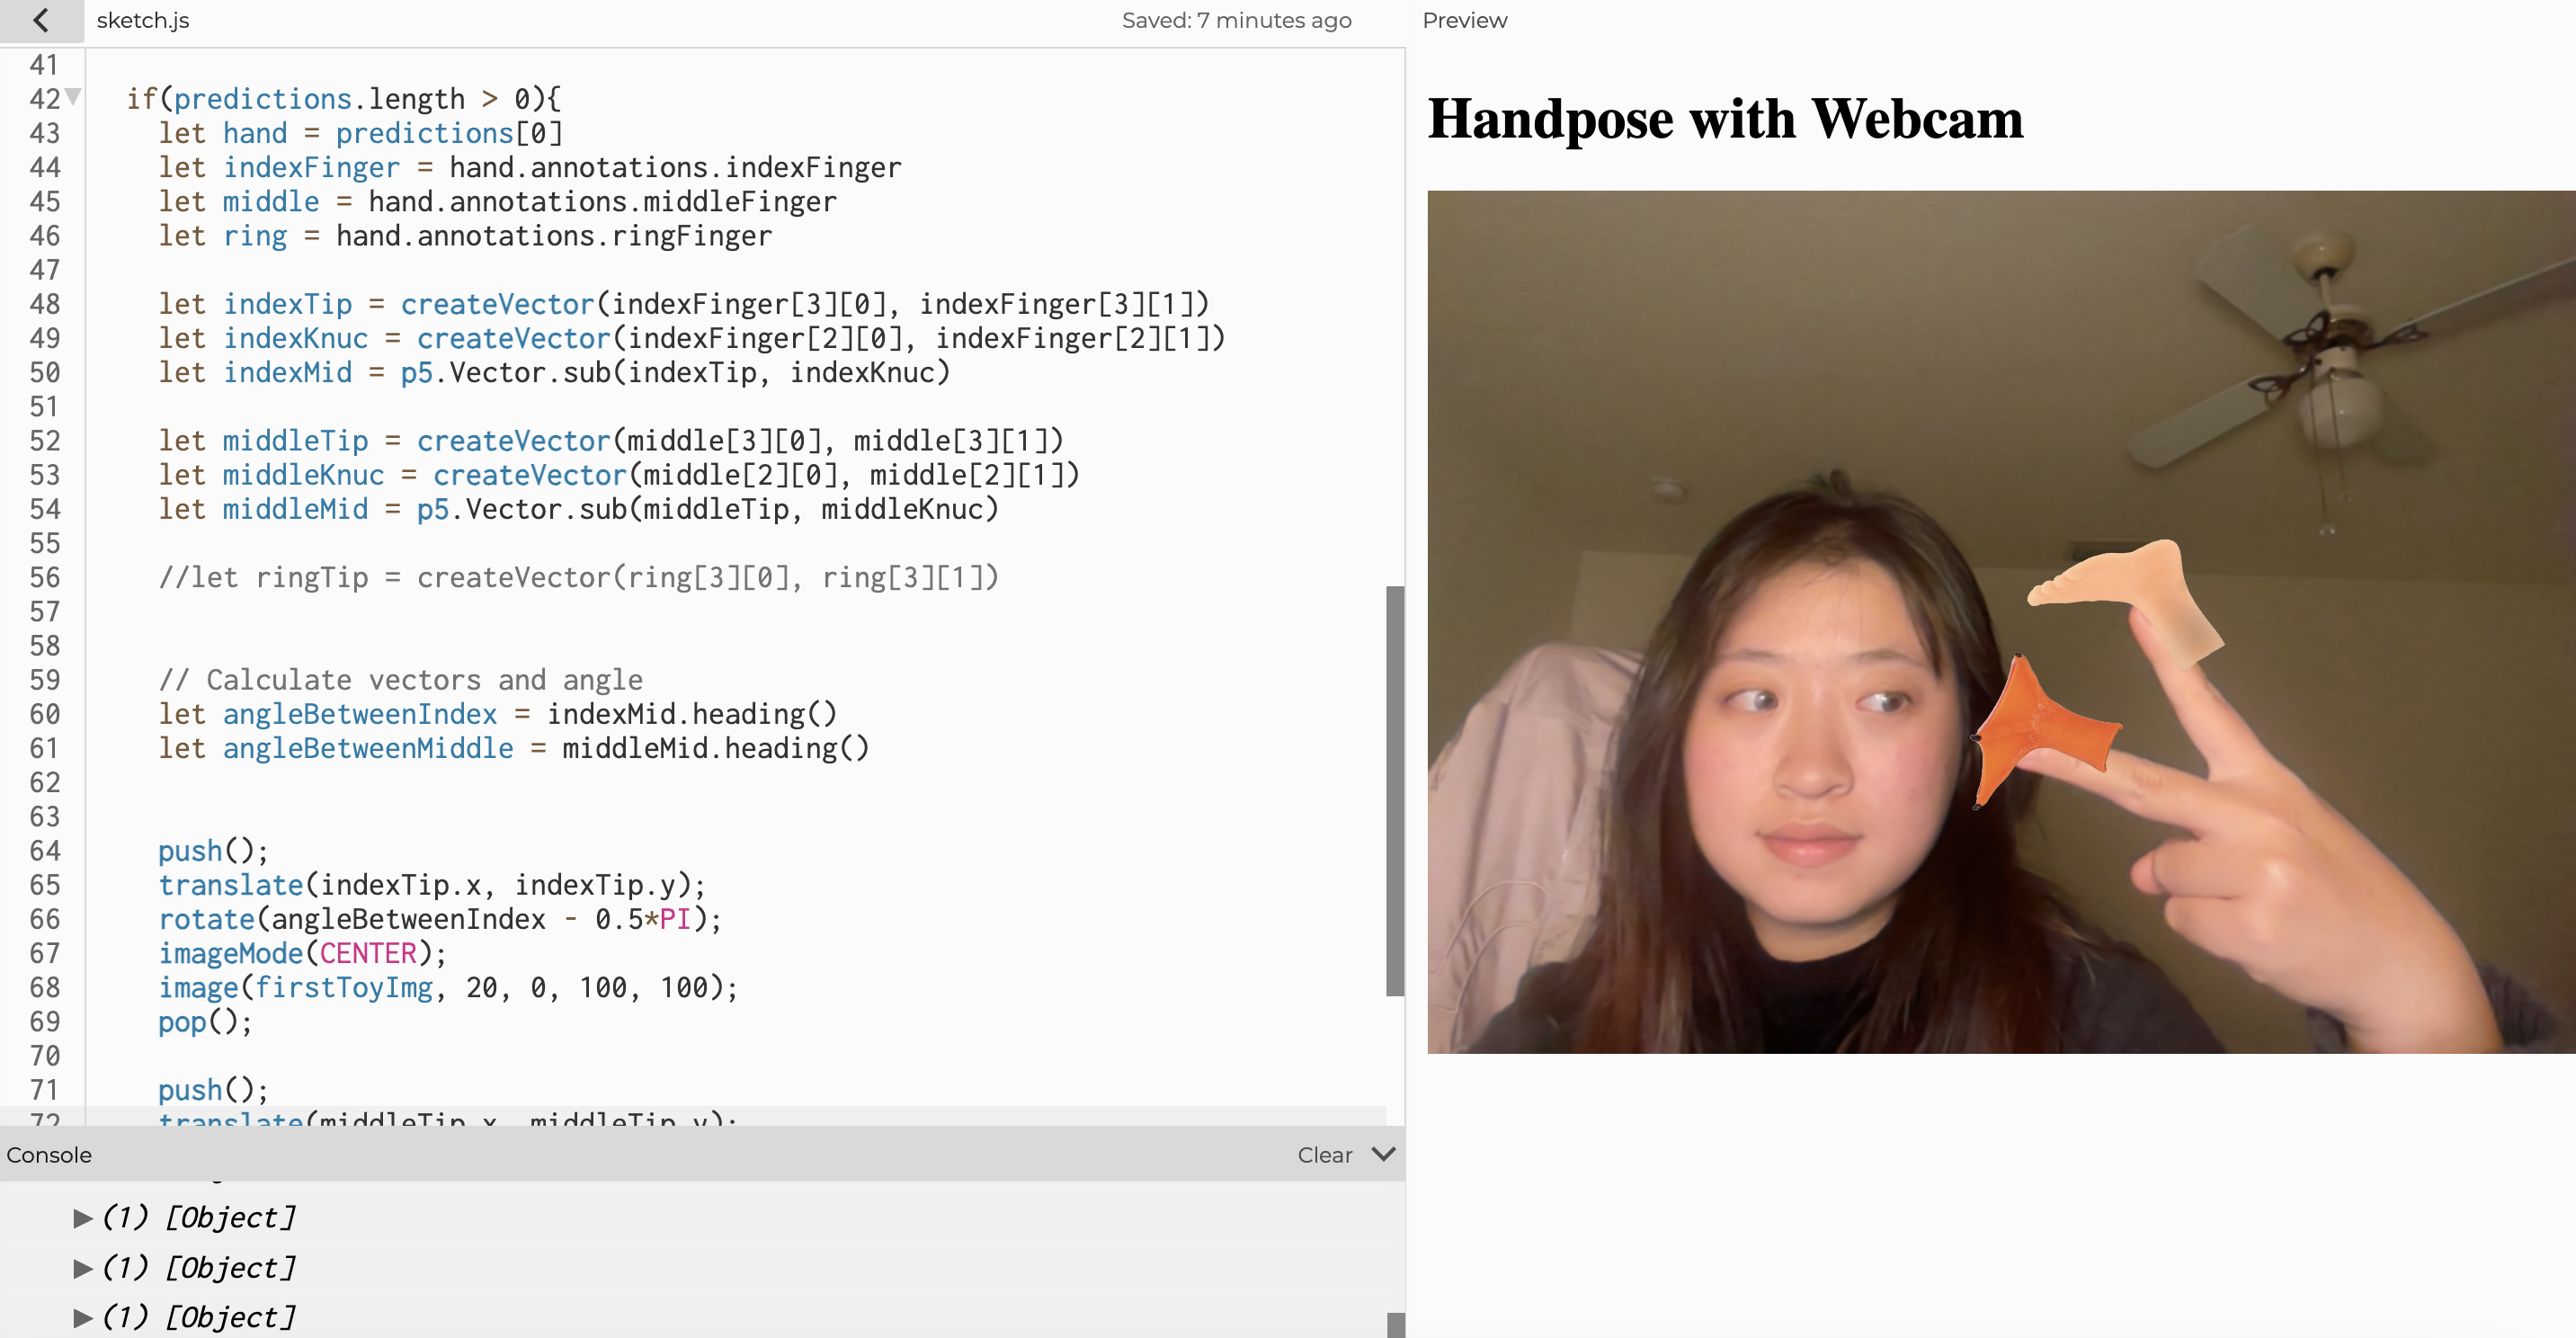 sketch.js
Saved: 7 minutes ago
Preview
41
42 if(predictions.length > 0){
43 let hand = predictions[0]
44 let indexFinger = hand.annotations.indexFinger
45 let middle = hand.annotations.middleFinger
46 let ring = hand.annotations.ringFinger
47
48 let indexTip = createVector(indexFinger[3][0], indexFinger[3][1])
49 let indexKnuc = createVector(indexFinger[2][0], indexFinger[2][1])
50 let indexMid = p5.Vector.sub(indexTip, indexKnuc)
51
52 let middleTip = createVector(middle[3][0], middle[3][1])
53 let middleKnuc = createVector(middle[2][0], middle[2][1])
54 let middleMid = p5.Vector.sub(middleTip, middleKnuc)
55
56 //let ringTip = createVector(ring[3][0], ring[3][1])
57
58
59 // Calculate vectors and angle
60 let angleBetweenIndex = indexMid.heading()
61 let angleBetweenMiddle = middleMid.heading()
62
63
64 push();
65 translate(indexTip.x, indexTip.y);
66 rotate(angleBetweenIndex - 0.5*PI);
67 imageMode(CENTER);
68 image(firstToyImg, 20, 0, 100, 100);
69 pop();
70
71 push();
72 translate(middleTip.x, middleTip.y);
Console
Clear
(1) [Object]
(1) [Object]
(1) [Object]
Handpose with Webcam